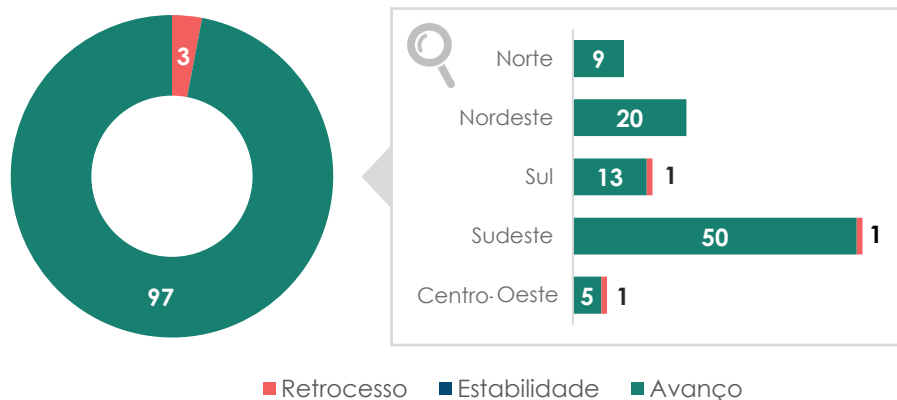 3
97
Norte 9
Nordeste 20
Sul 13 1
Sudeste 50 1
Centro-Oeste 5 1
Retrocesso Estabilidade Avanço